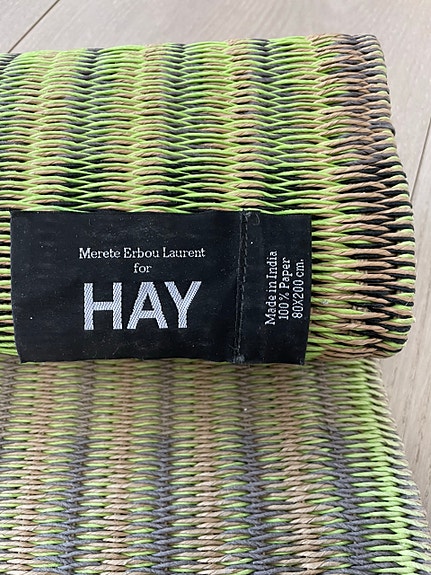 Merete Erbou Laurent
for
HAY
Made in India
100% Paper
80X200 cm.